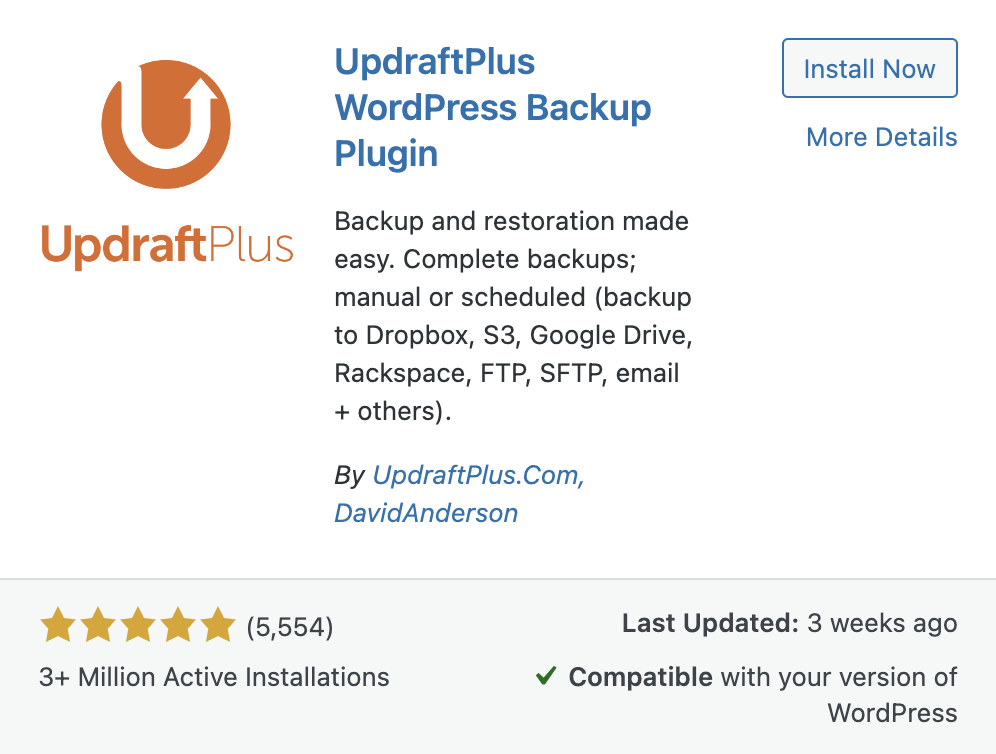 UpdraftPlus
UpdraftPlus
WordPress Backup
Plugin
Backup and restoration made
easy. Complete backups;
manual or scheduled (backup
to Dropbox, S3, Google Drive,
Rackspace, FTP, SFTP, email
+ others).
By UpdraftPlus.Com,
DavidAnderson
Install Now
More Details
(5,554)
3+ Million Active Installations
Last Updated: 3 weeks ago
Compatible with your version of
WordPress